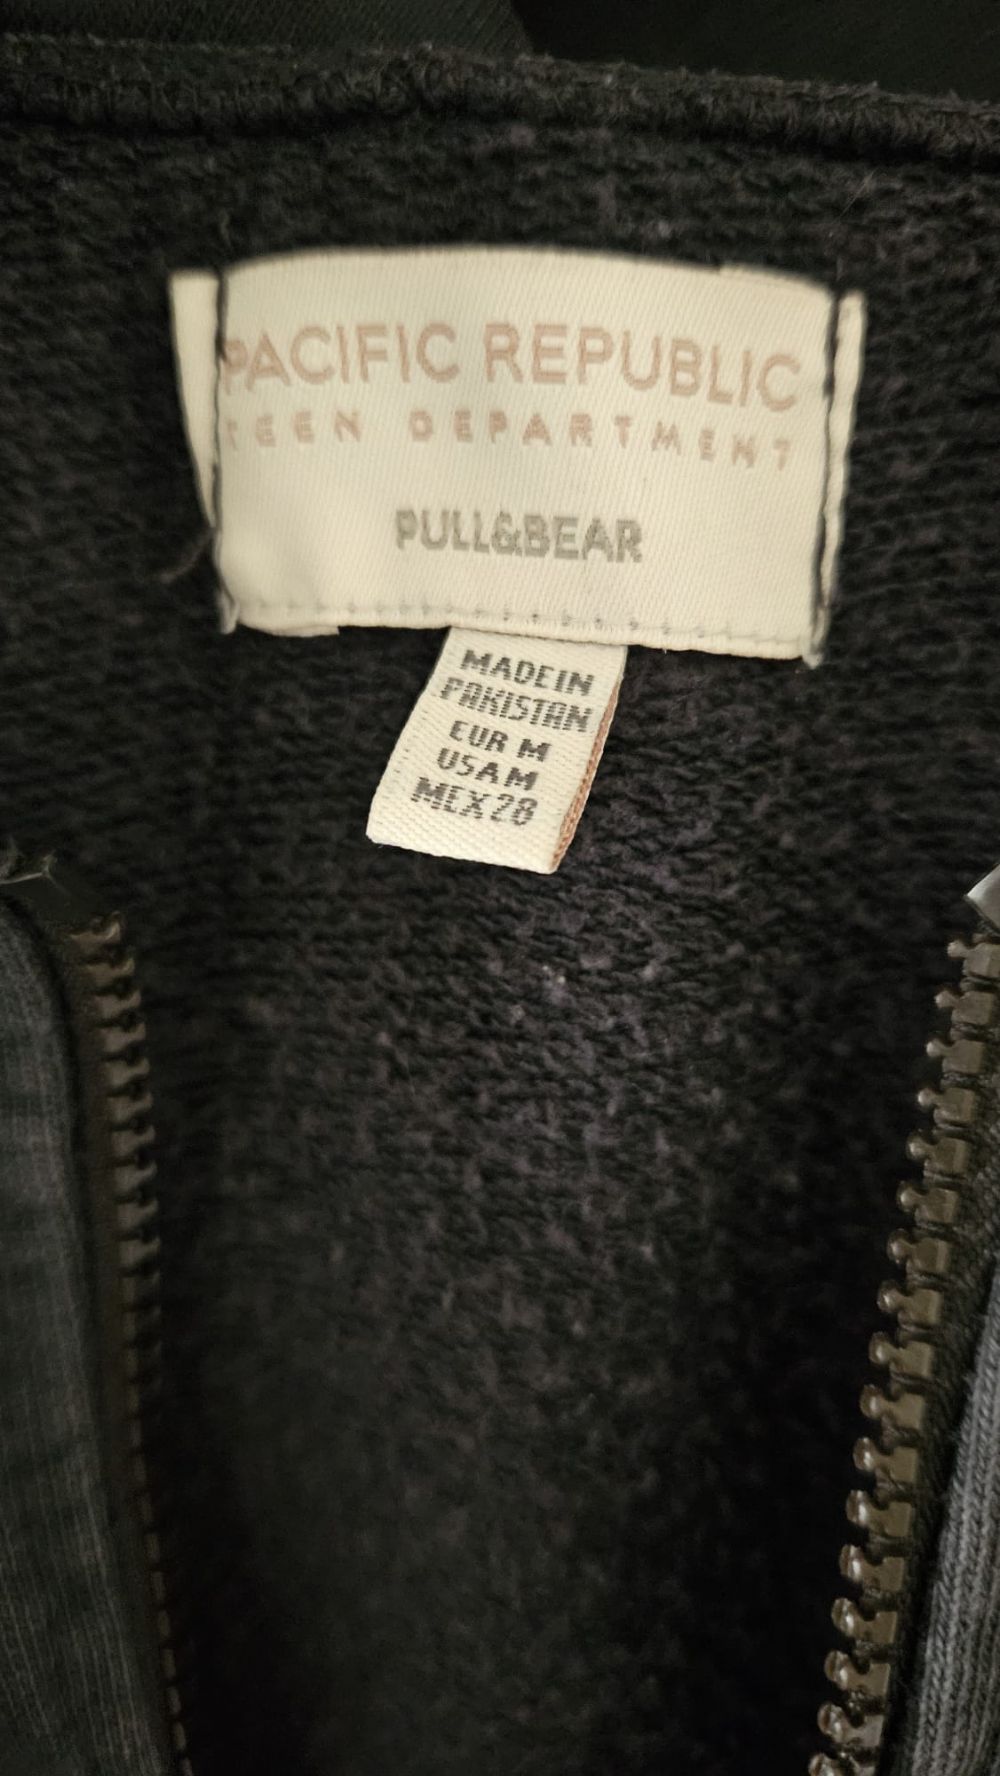 PACIFIC REPUBLIC
TEEN DEPARTMENT
PULL&BEAR
MADE IN
PAKISTAN
EUR M
USA M
MEX 28